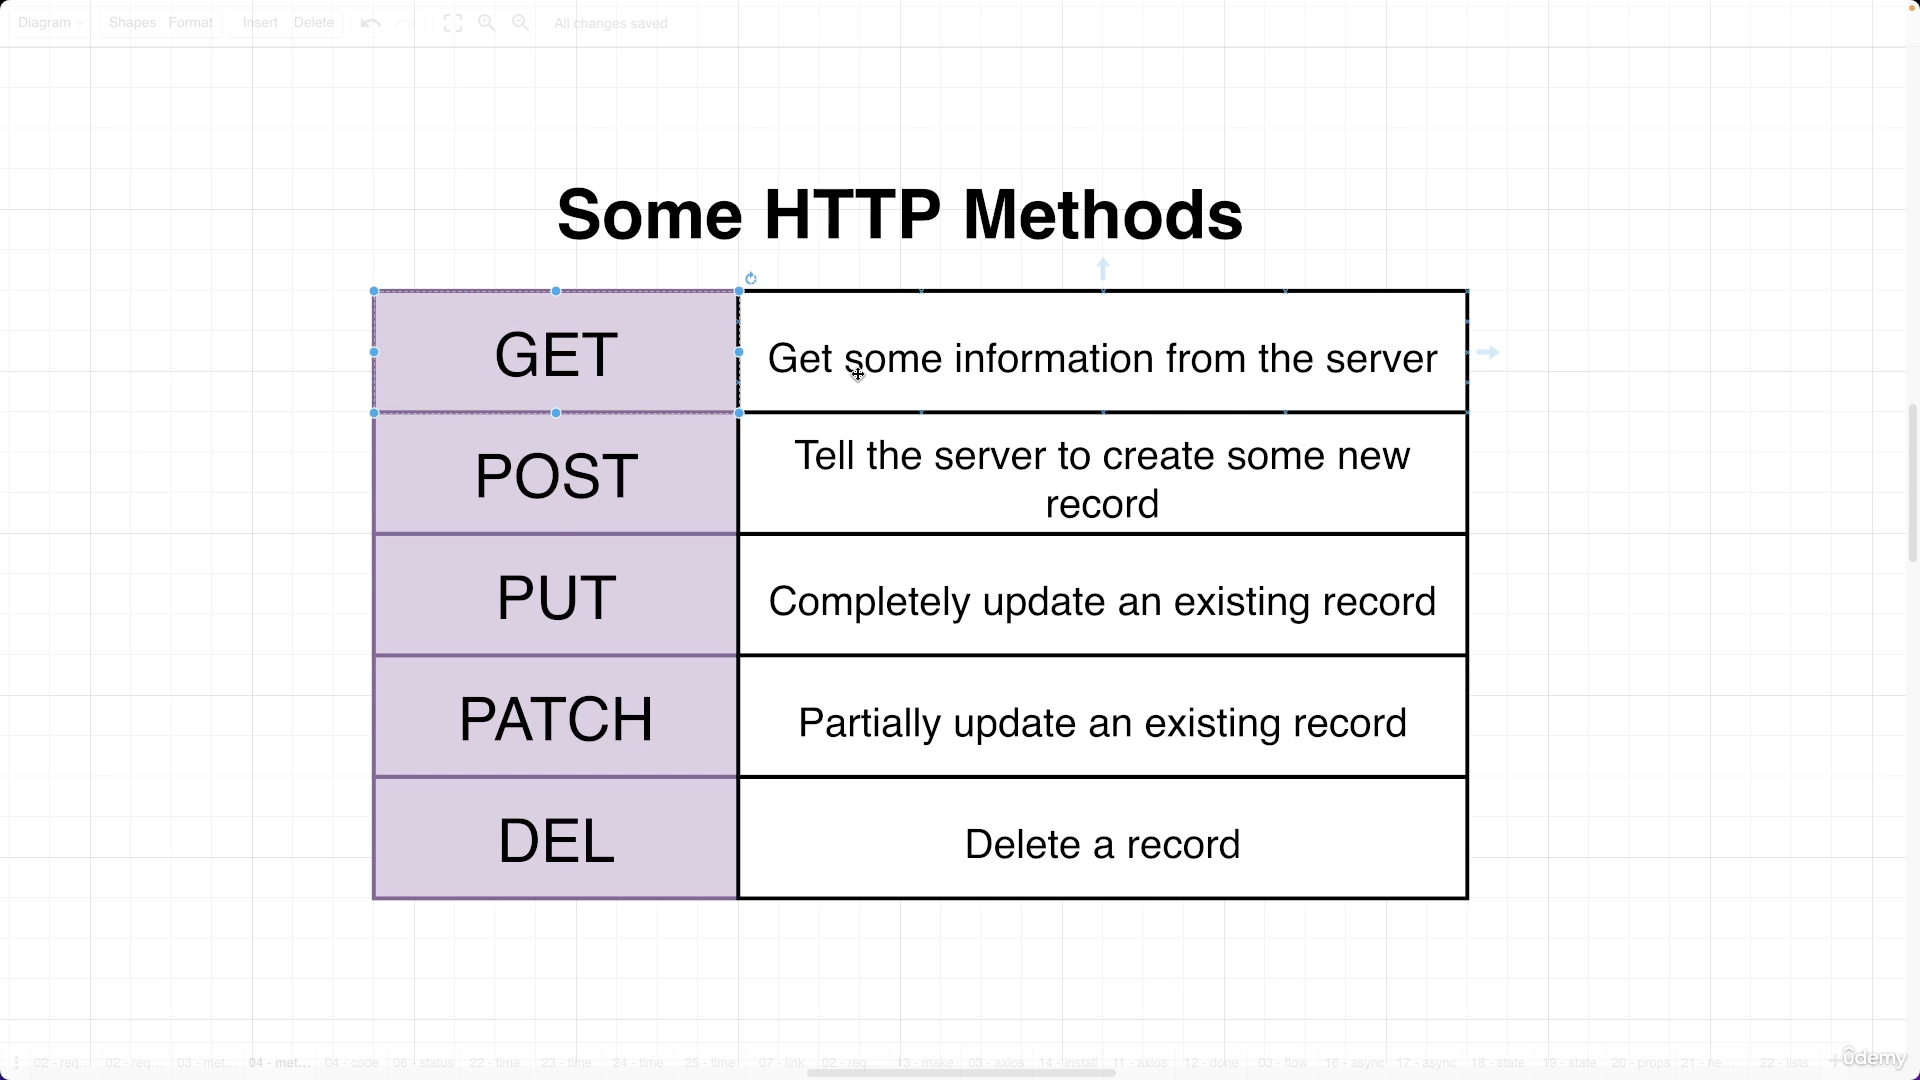 Diagram Shapes Format Insert Delete All changes saved
Some HTTP Methods
GET
Get some information from the server
POST
Tell the server to create some new
record
PUT
Completely update an existing record
PATCH
Partially update an existing record
DEL
Delete a record
02 - req... 02 - req... 03 - met... 04 - met... 04 - code 06 - status 22 - time 23 - time 24 - time 25 - time 07 - link 02 - req... 13 - make 03 - axios 14 - install 11 - axios 12 - done 03 - flow 16 - async 17 - async 18 - state 19 - state 20 - props 21 - ne... 22 - lists
ûdemy